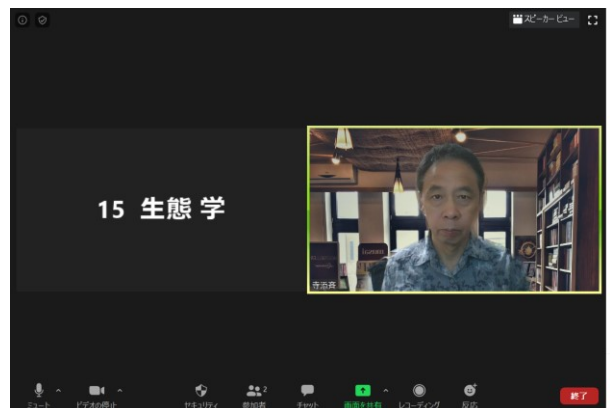 スピーカー ビュー
15 生態 学
寺添斉
ミュート
ビデオの停止
セキュリティ
参加者
2
チャット
画面を共有
レコーディング
反応
終了